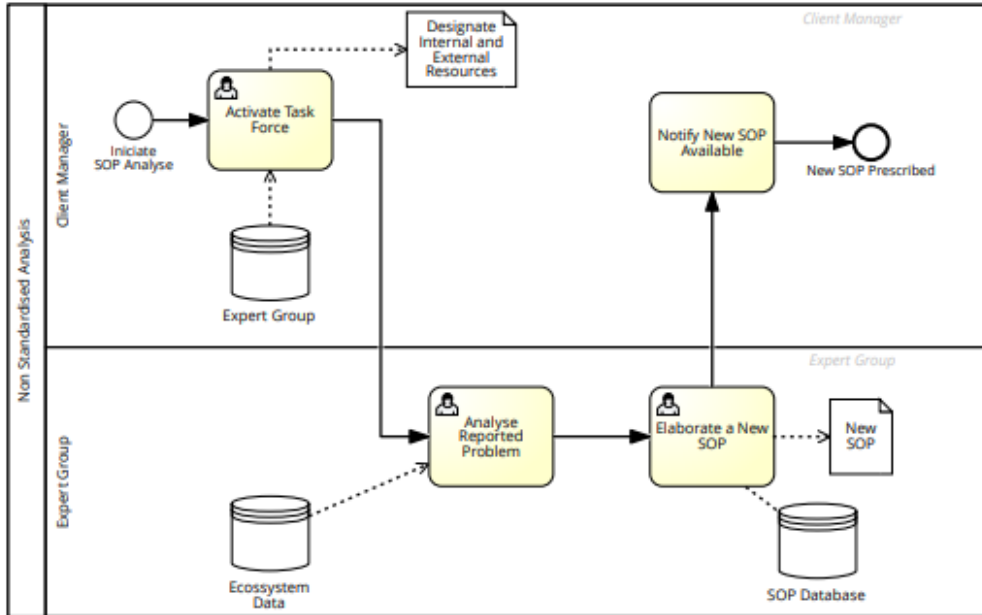 Non Standardised Analysis
Client Manager
Client Manager
Designate
Internal and
External
Resources
Activate Task
Force
Iniciate
SOP Analyse
Notify New SOP
Available
New SOP Prescribed
Expert Group
Expert Group
Expert Group
Analyse
Reported
Problem
Elaborate a New
SOP
New
SOP
Ecossystem
Data
SOP Database